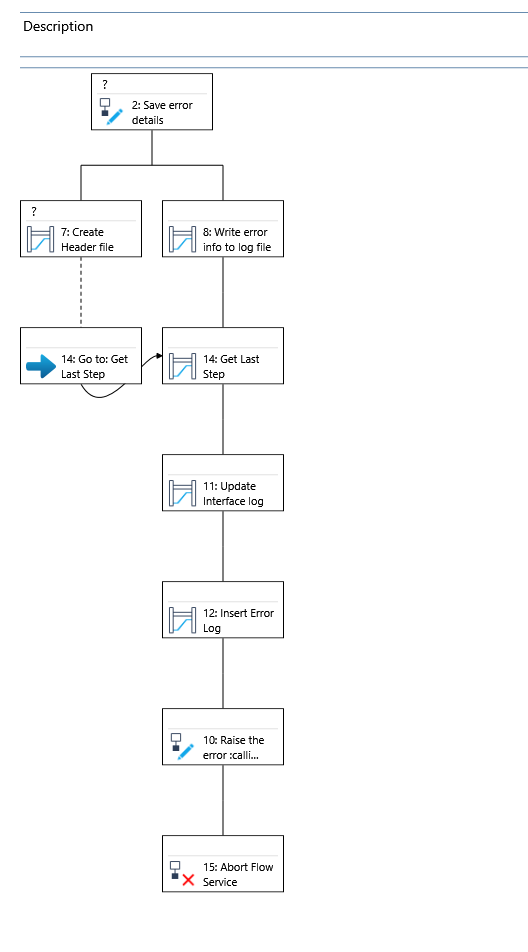 Description
?
2: Save error
details
?
7: Create
Header file
8: Write error
info to log file
14: Go to: Get
Last Step
14: Get Last
Step
11: Update
Interface log
12: Insert Error
Log
10: Raise the
error :calli...
15: Abort Flow
Service